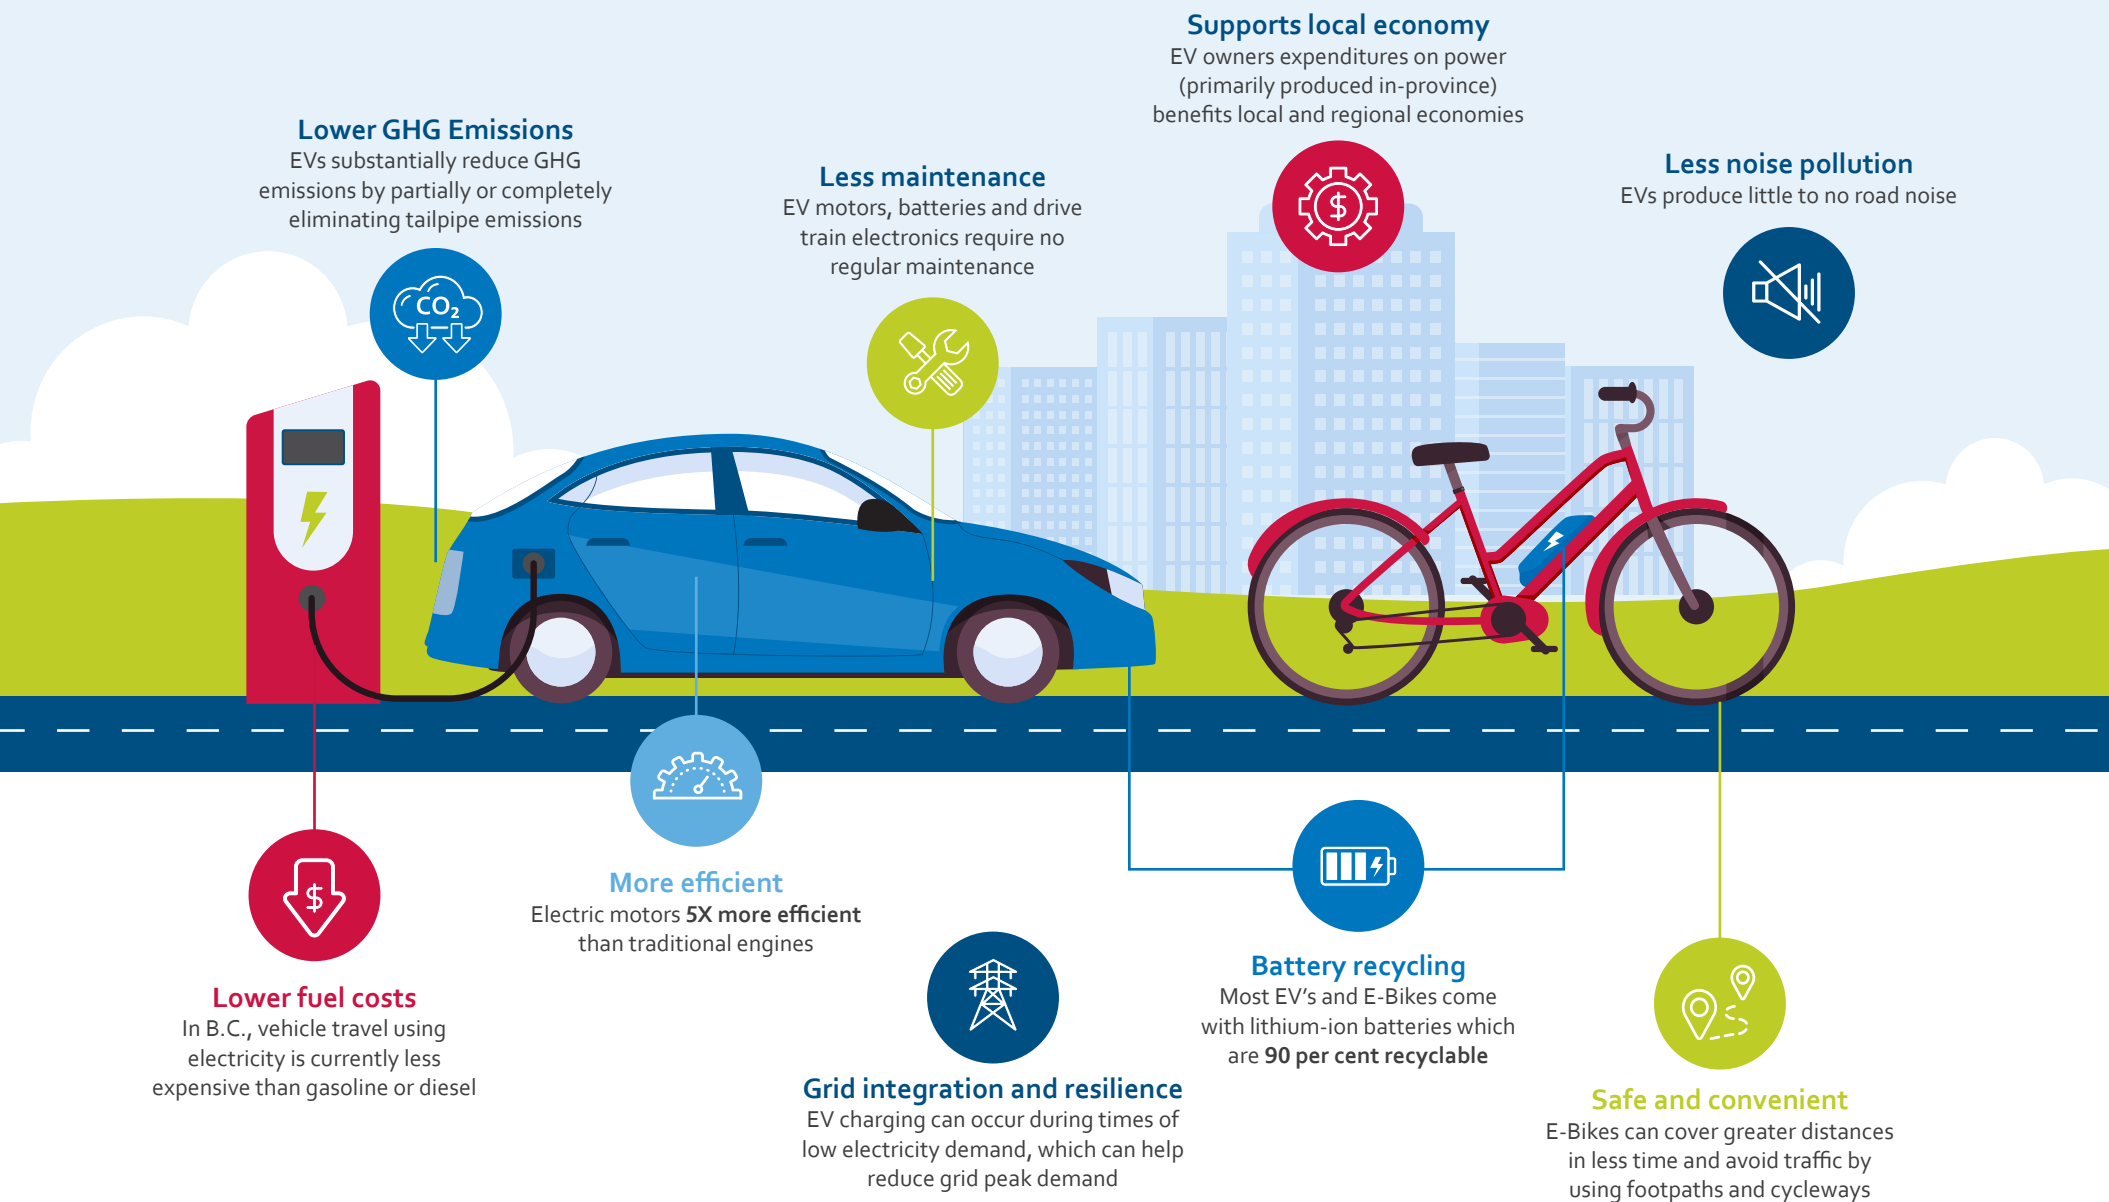 Supports local economy
EV owners expenditures on power
(primarily produced in-province)
benefits local and regional economies
Lower GHG Emissions
EVs substantially reduce GHG
emissions by partially or completely
eliminating tailpipe emissions
Less maintenance
EV motors, batteries and drive
train electronics require no
regular maintenance
Less noise pollution
EVs produce little to no road noise
CO₂
$
$
Lower fuel costs
In B.C., vehicle travel using
electricity is currently less
expensive than gasoline or diesel
More efficient
Electric motors 5X more efficient
than traditional engines
Grid integration and resilience
EV charging can occur during times of
low electricity demand, which can help
reduce grid peak demand
Battery recycling
Most EV's and E-Bikes come
with lithium-ion batteries which
are 90 per cent recyclable
Safe and convenient
E-Bikes can cover greater distances
in less time and avoid traffic by
using footpaths and cycleways